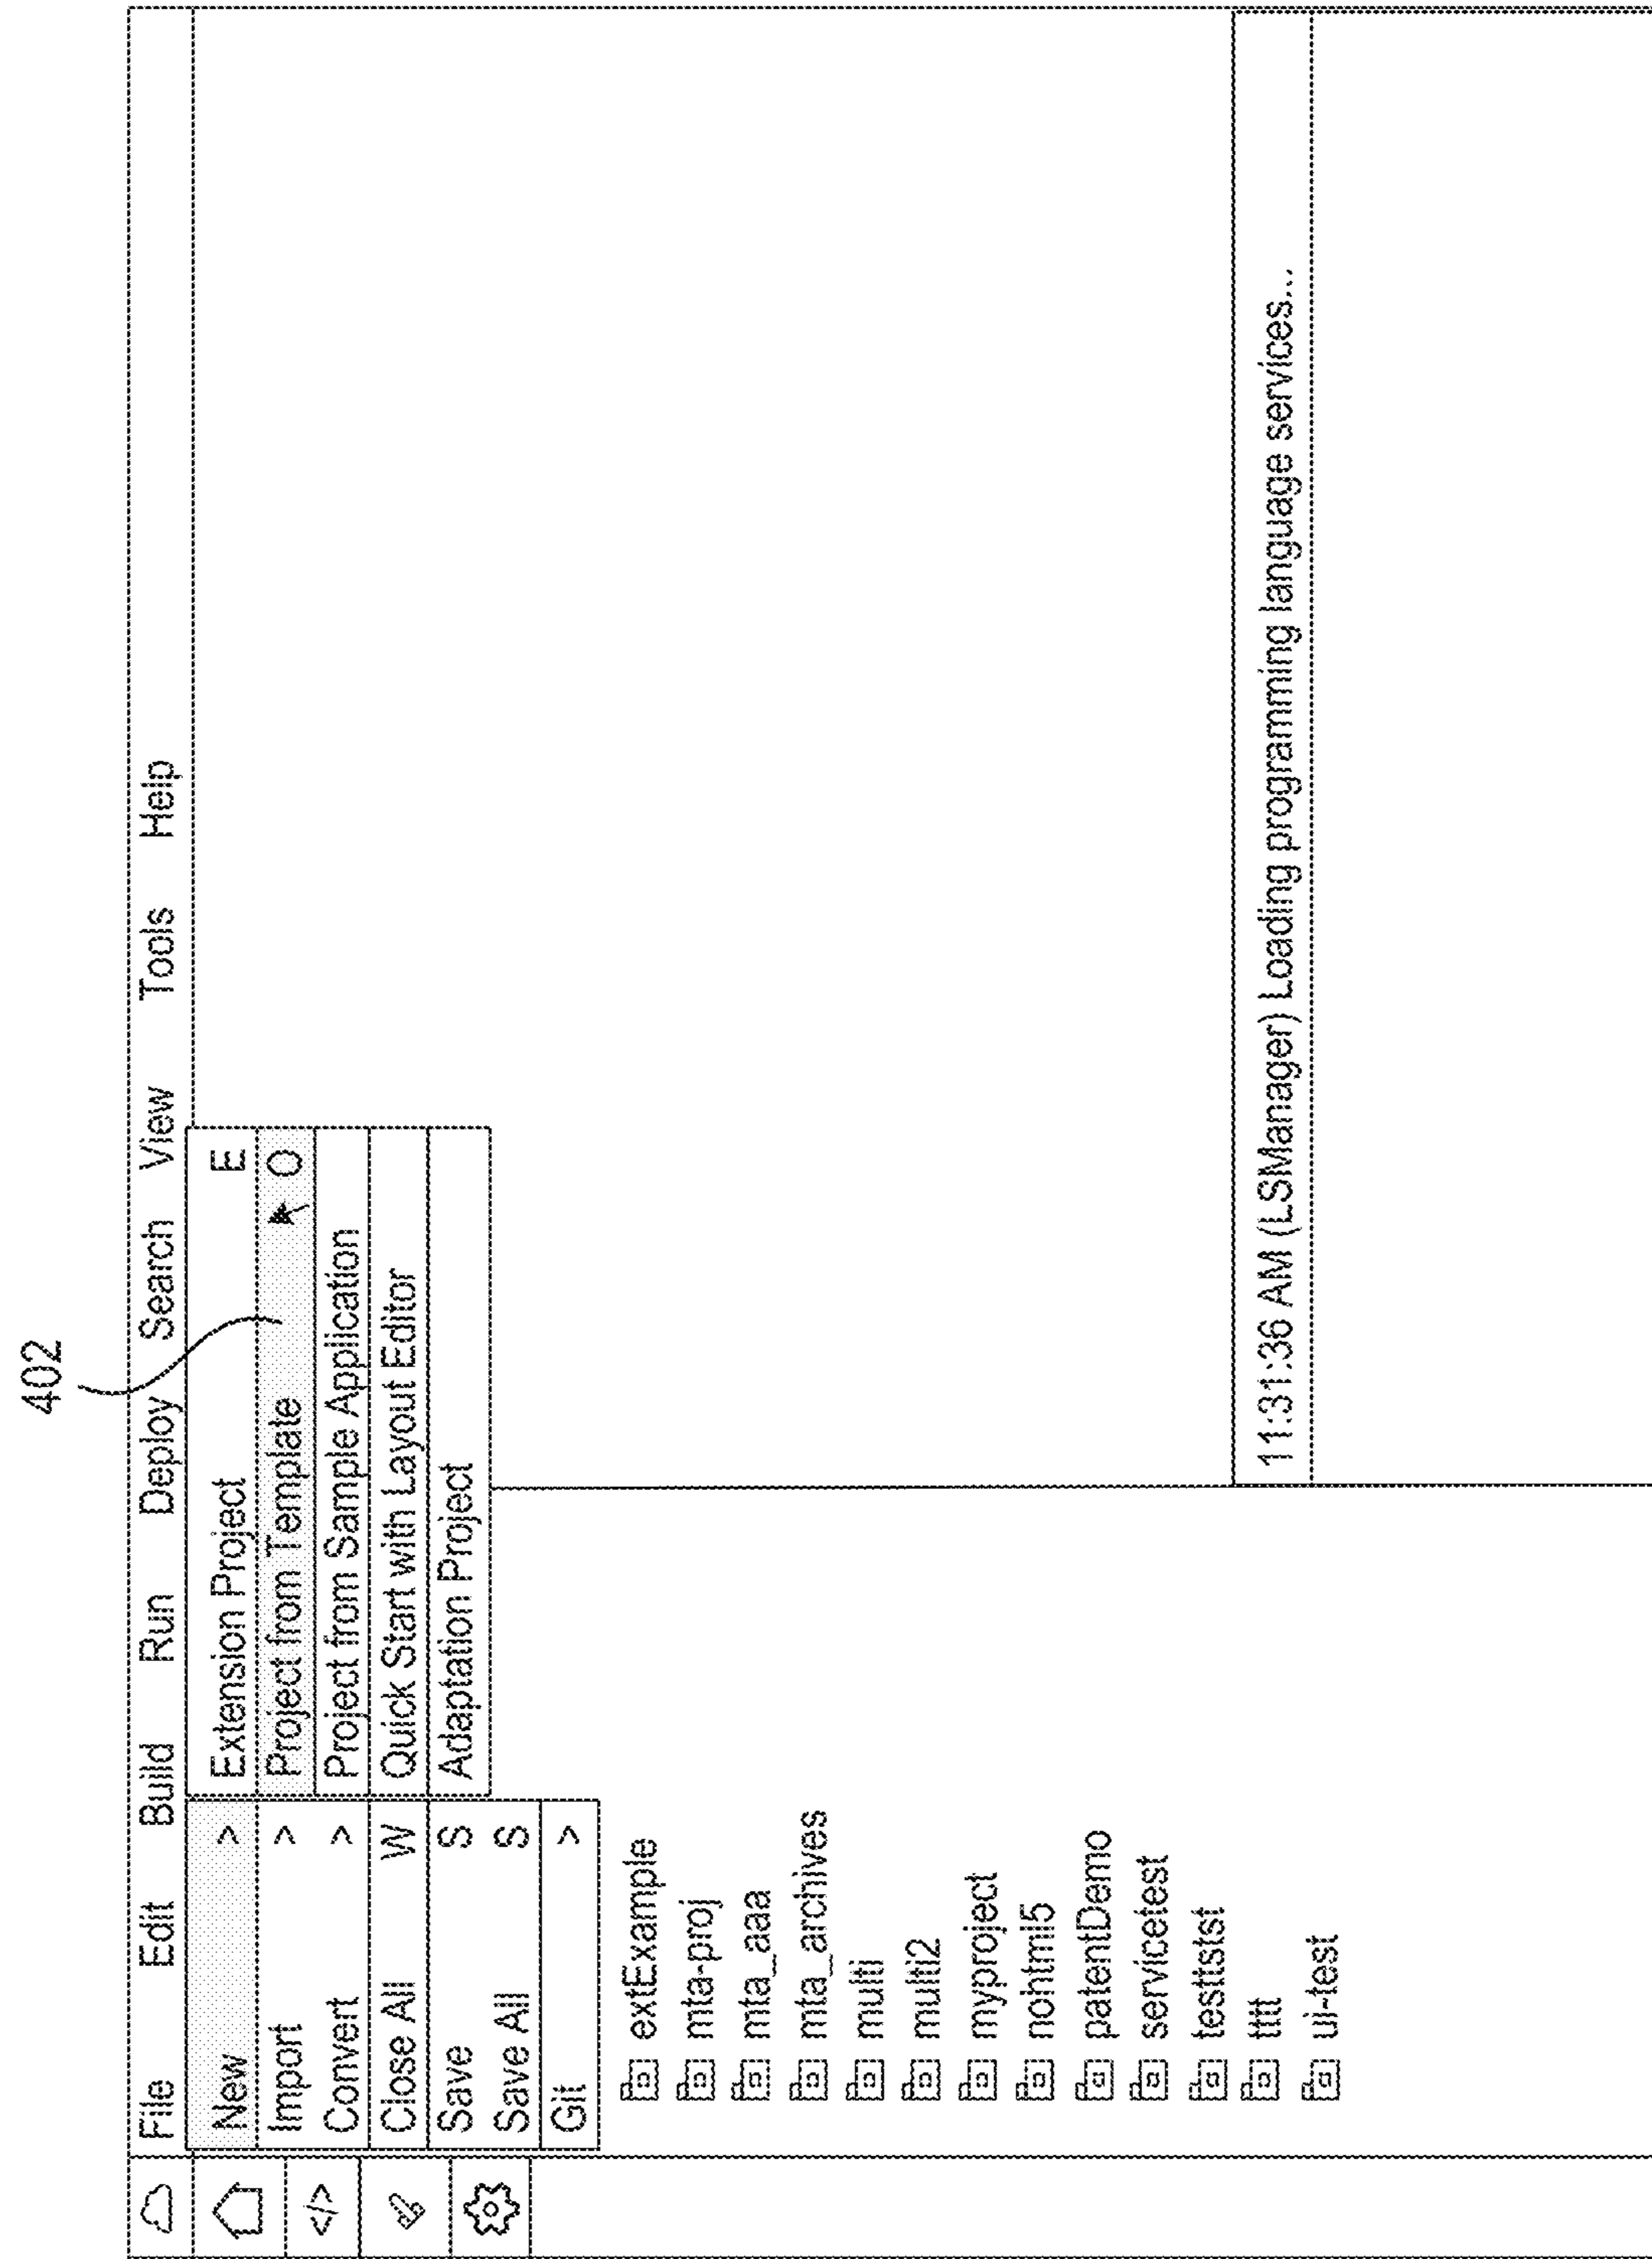 402
File Edit Build Run Deploy Search View Tools Help
New >
Import >
Convert >
Close All W
Save S
Save All S
Git >
Extension Project E
Project from Template O
Project from Sample Application
Quick Start with Layout Editor
Adaptation Project
</>
extExample
mta-proj
mta_aaa
mta_archives
multi
multi2
myproject
nohtml5
patentDemo
servicetest
testtstst
tttt
ui-test
11:31:36 AM (LSManager) Loading programming language services...